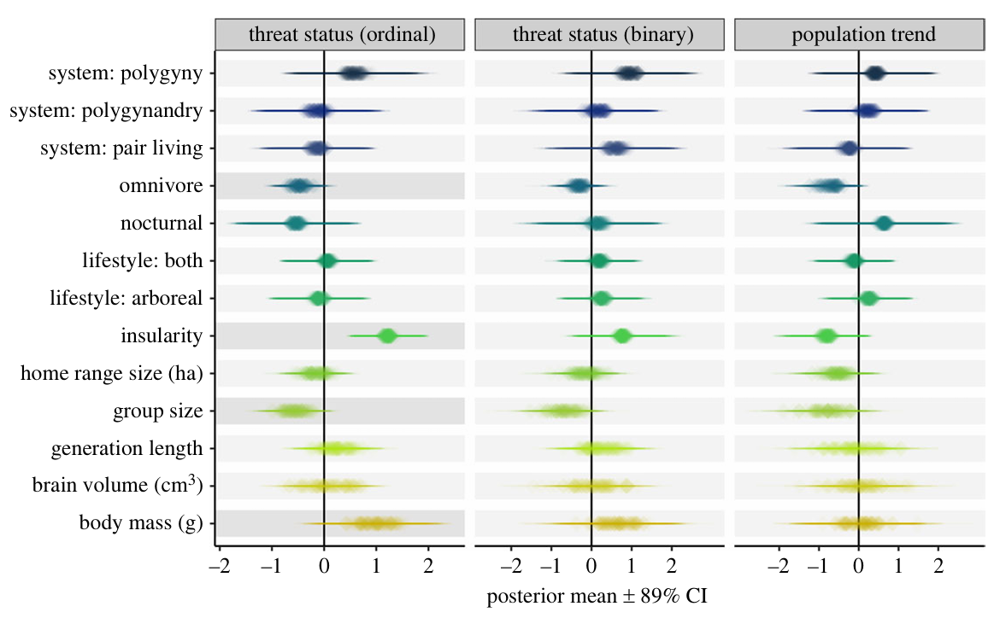 threat status (ordinal) threat status (binary) population trend
system: polygyny
system: polygynandry
system: pair living
omnivore
nocturnal
lifestyle: both
lifestyle: arboreal
insularity
home range size (ha)
group size
generation length
brain volume (cm³)
body mass (g)
−2 −1 0 1 2 −2 −1 0 1 2 −2 −1 0 1 2
posterior mean ± 89% CI